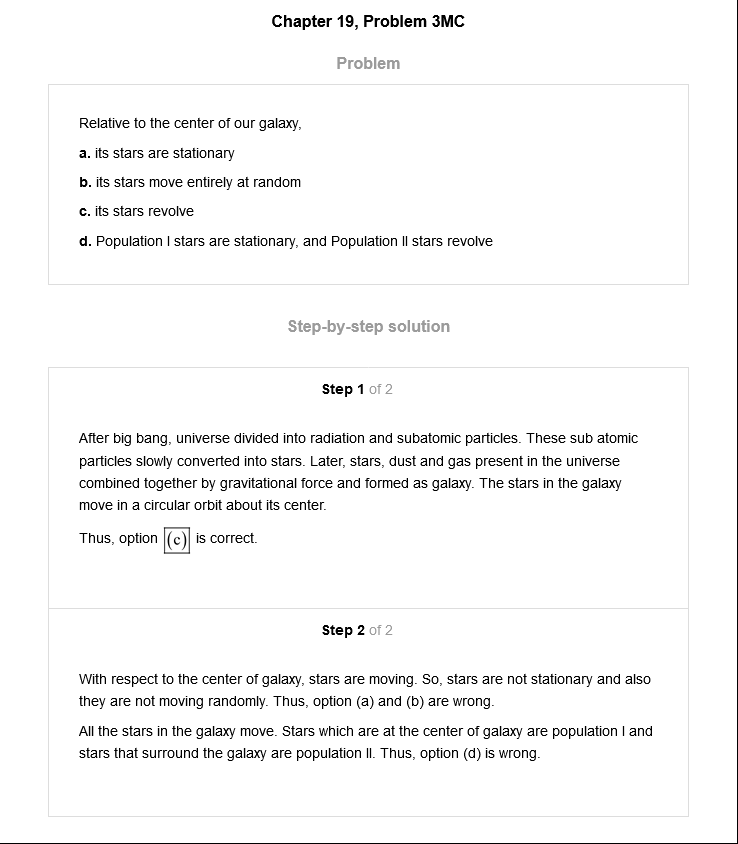 Chapter 19, Problem 3MC
Problem
Relative to the center of our galaxy,
a. its stars are stationary
b. its stars move entirely at random
c. its stars revolve
d. Population I stars are stationary, and Population II stars revolve
Step-by-step solution
Step 1 of 2
After big bang, universe divided into radiation and subatomic particles. These sub atomic
particles slowly converted into stars. Later, stars, dust and gas present in the universe
combined together by gravitational force and formed as galaxy. The stars in the galaxy
move in a circular orbit about its center.
Thus, option (c) is correct.
Step 2 of 2
With respect to the center of galaxy, stars are moving. So, stars are not stationary and also
they are not moving randomly. Thus, option (a) and (b) are wrong.
All the stars in the galaxy move. Stars which are at the center of galaxy are population I and
stars that surround the galaxy are population II. Thus, option (d) is wrong.